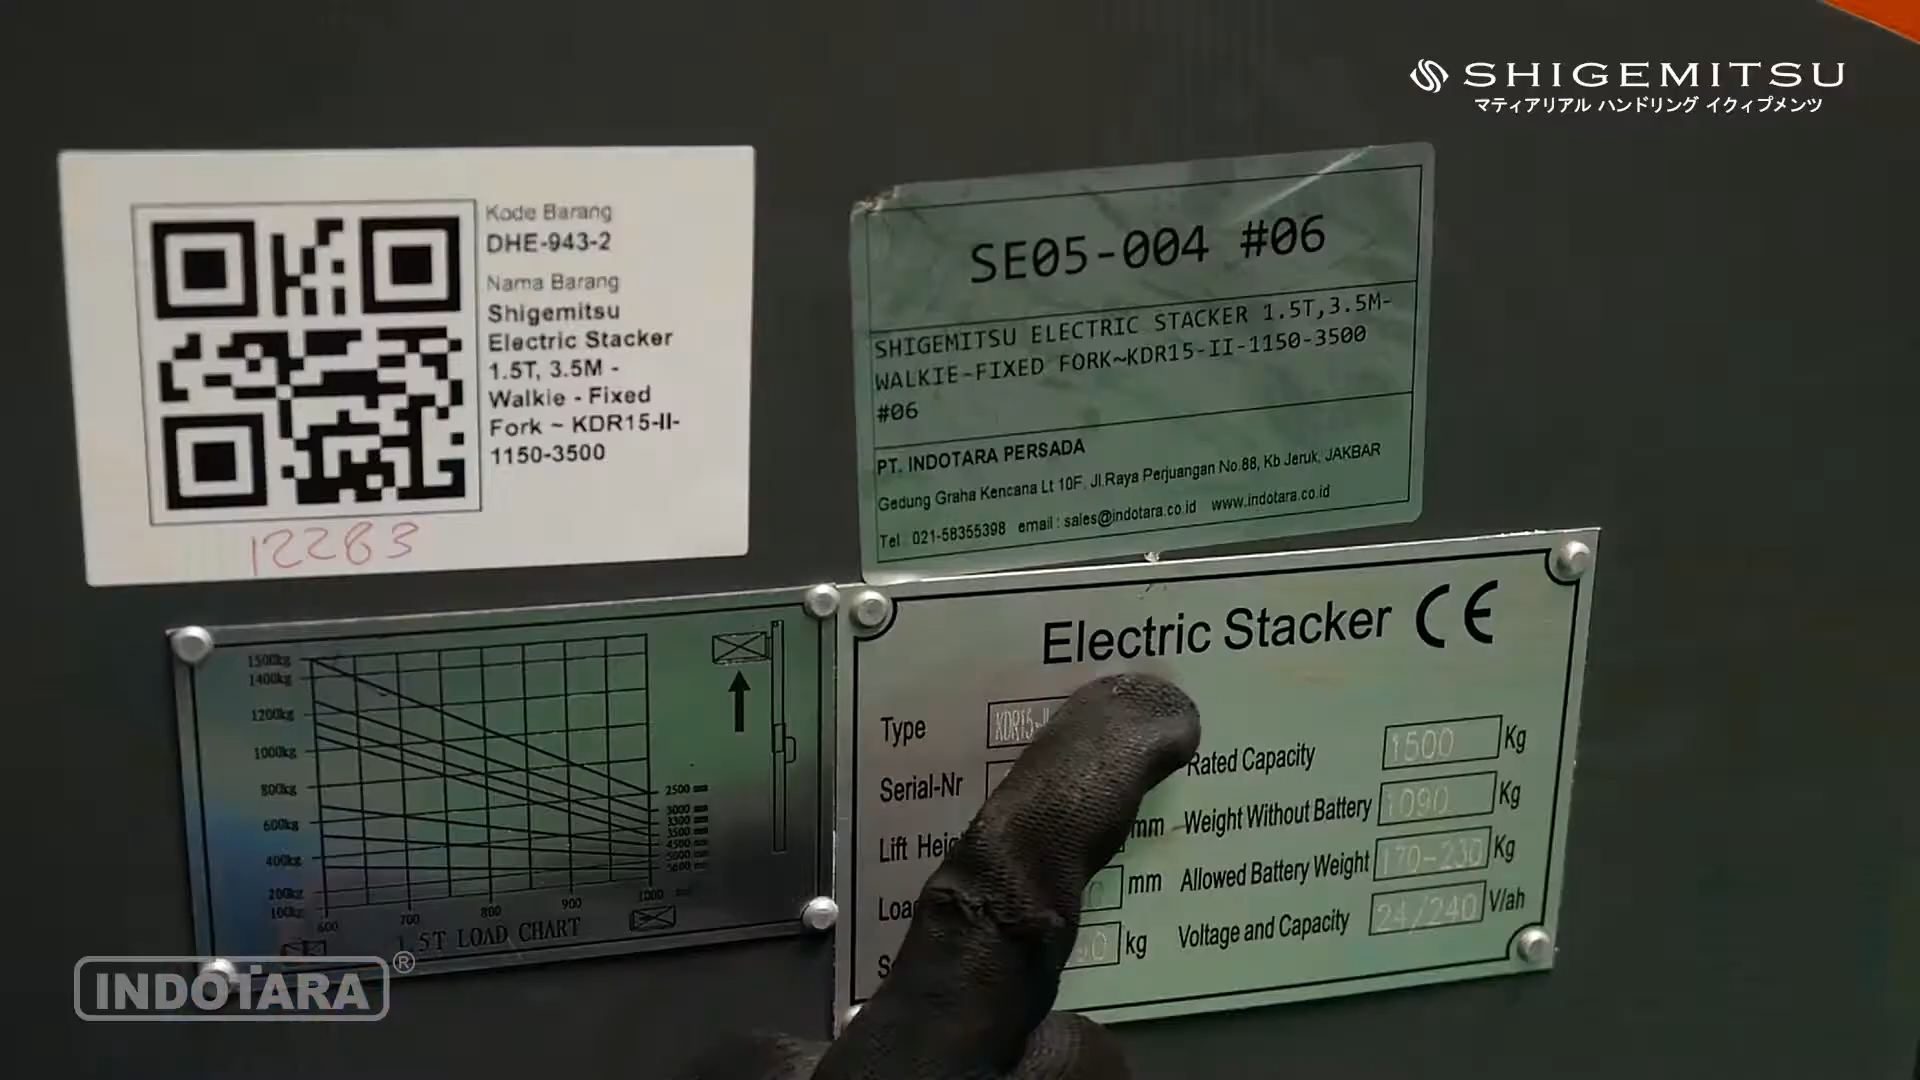 SHIGEMITSU
マティアリアル ハンドリング イクィプメンツ
Kode Barang
DHE-943-2
Nama Barang
Shigemitsu
Electric Stacker
1.5T, 3.5M -
Walkie - Fixed
Fork ~ KDR15-II-
1150-3500
12283
SE05-004 #06
SHIGEMITSU ELECTRIC STACKER 1.5T,3.5M-
WALKIE-FIXED FORK~KDR15-II-1150-3500
#06
PT. INDOTARA PERSADA
Gedung Graha Kencana Lt 10F, Jl.Raya Perjuangan No.88, Kb Jeruk, JAKBAR
Tel : 021-58355398 email : sales@indotara.co.id www.indotara.co.id
1500kg
1400kg
1200kg
1000kg
800kg
600kg
400kg
200kg
100kg
2500 mm
3000 mm
3300 mm
3500 mm
4500 mm
5000 mm
5600 mm
600 700 800 900 1000
1.5T LOAD CHART
Electric Stacker CE
Type KDR15-II
Serial-Nr
Rated Capacity 1500 Kg
mm Weight Without Battery 1090 Kg
mm Allowed Battery Weight 170-230 Kg
kg Voltage and Capacity 24/240 V/ah
Lift
INDOTARA®